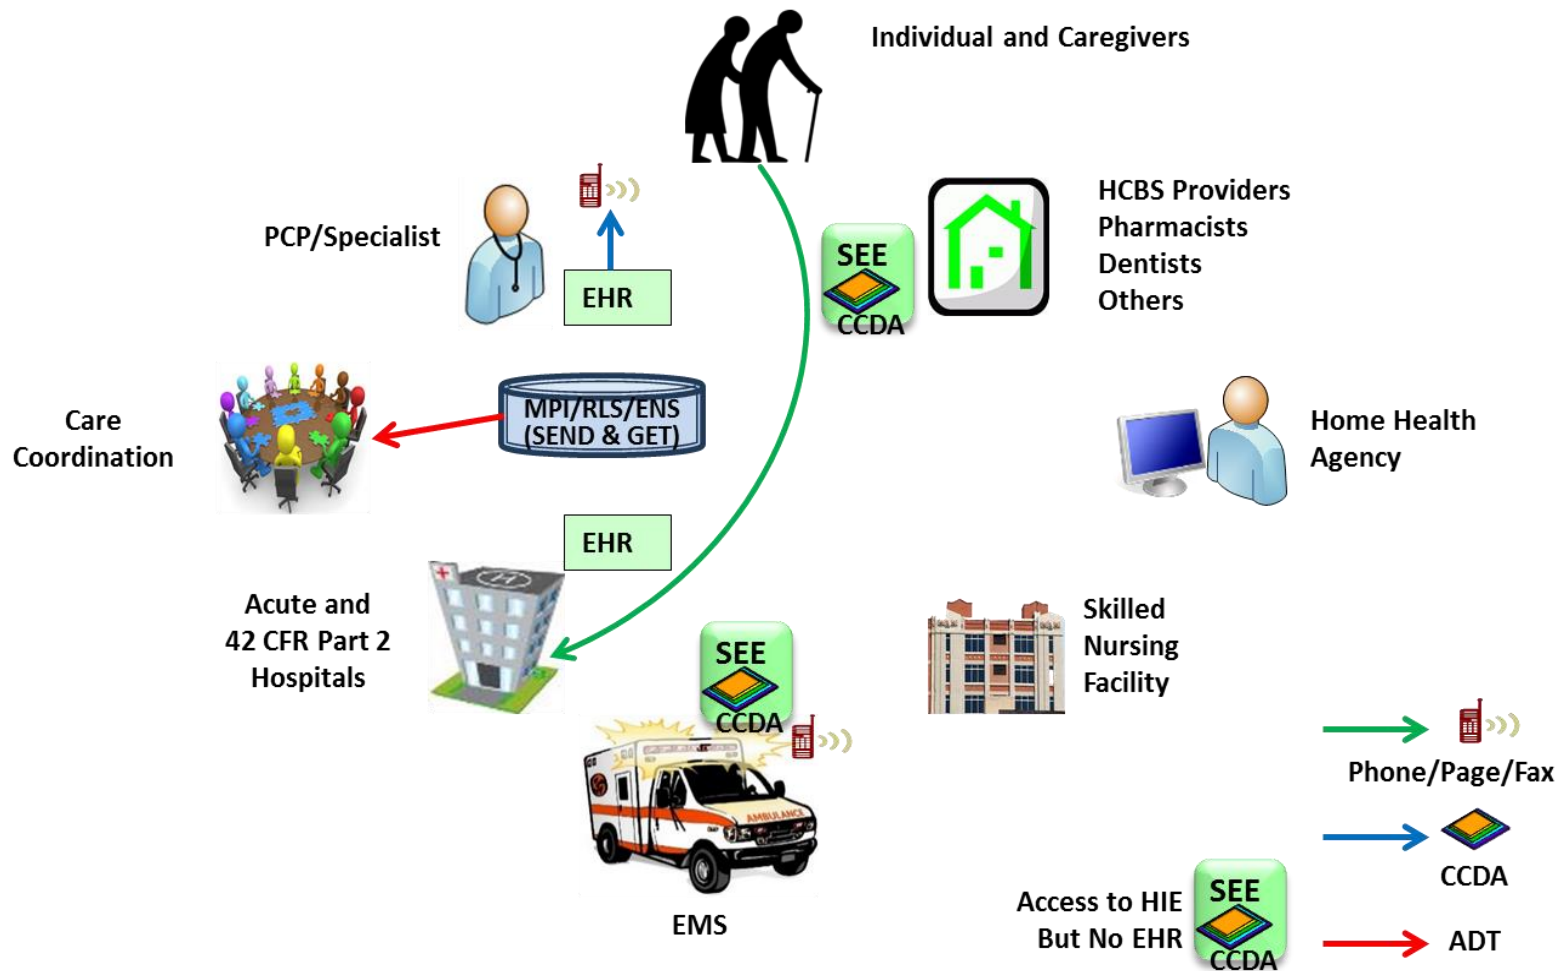 Individual and Caregivers
PCP/Specialist
EHR
SEE
CCDA
HCBS Providers
Pharmacists
Dentists
Others
Care
Coordination
MPI/RLS/ENS
(SEND & GET)
Home Health
Agency
EHR
Acute and
42 CFR Part 2
Hospitals
H
SEE
CCDA
AMBULANCE
EMS
Skilled
Nursing
Facility
Phone/Page/Fax
CCDA
Access to HIE
But No EHR
SEE
CCDA
ADT